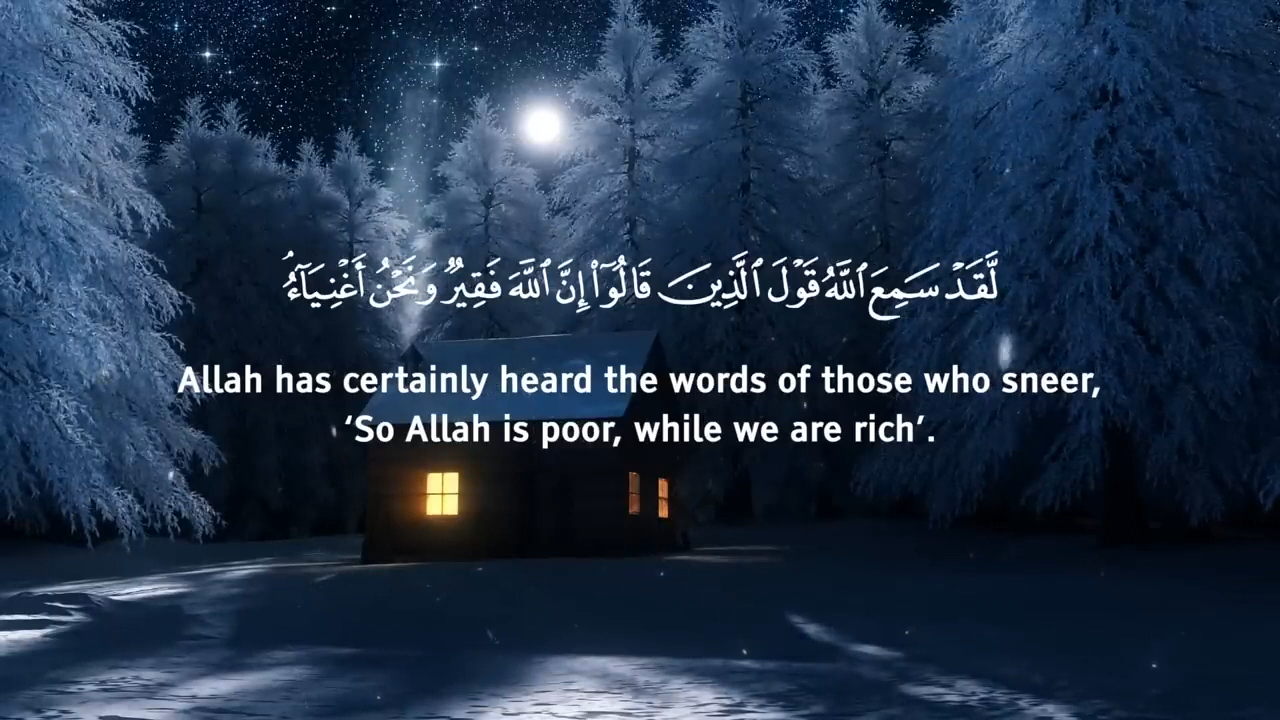 لَّقَدْ سَمِعَ ٱللَّهُ قَوْلَ ٱلَّذِينَ قَالُوٓا۟ إِنَّ ٱللَّهَ فَقِيرٌ وَنَحْنُ أَغْنِيَآءُ ۘ
Allah has certainly heard the words of those who sneer,
‘So Allah is poor, while we are rich’.